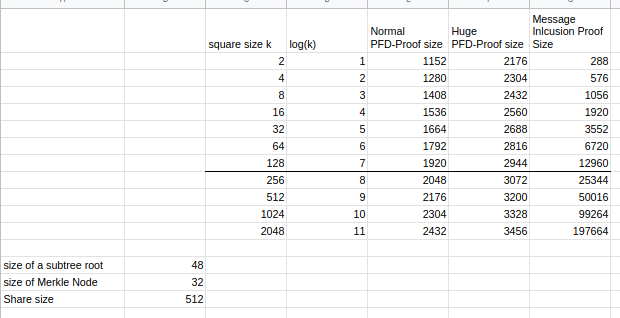 square size k log(k) Normal PFD-Proof size Huge PFD-Proof size Message Inlcusion Proof Size
2 1 1152 2176 288
4 2 1280 2304 576
8 3 1408 2432 1056
16 4 1536 2560 1920
32 5 1664 2688 3552
64 6 1792 2816 6720
128 7 1920 2944 12960
256 8 2048 3072 25344
512 9 2176 3200 50016
1024 10 2304 3328 99264
2048 11 2432 3456 197664
size of a subtree root 48
size of Merkle Node 32
Share size 512